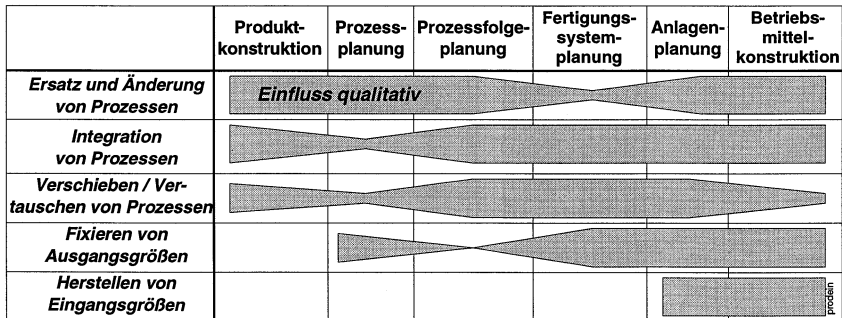 Produkt-
konstruktion
Prozess-
planung
Prozessfolge-
planung
Fertigungs-
system-
planung
Anlagen-
planung
Betriebs-
mittel-
konstruktion
Ersatz und Änderung
von Prozessen
Einfluss qualitativ
Integration
von Prozessen
Verschieben / Ver-
tauschen von Prozessen
Fixieren von
Ausgangsgrößen
Herstellen von
Eingangsgrößen
prodein